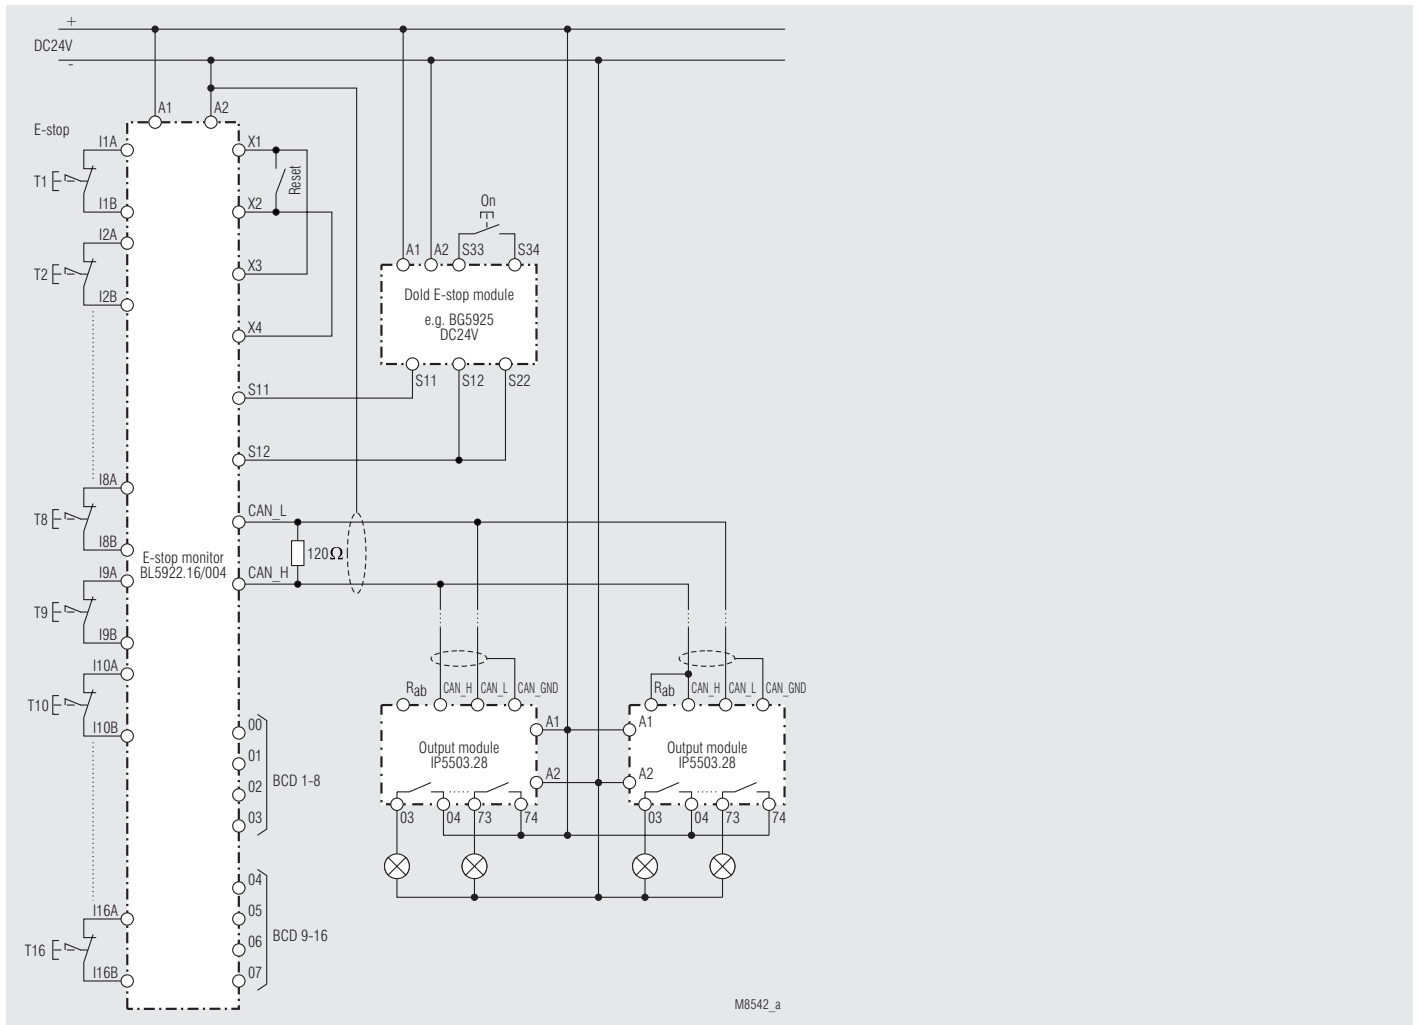 +
DC24V
-
A1
A2
E-stop
I1A
T1
I1B
I2A
T2
I2B
I8A
T8
I8B
I9A
T9
I9B
I10A
T10
I10B
I16A
T16
I16B
E-stop monitor
BL5922.16/004
X1
Reset
X2
X3
X4
S11
S12
CAN_L
120Ω
CAN_H
00
01
02
03
BCD 1-8
04
05
06
07
BCD 9-16
On
A1
A2
S33
S34
Dold E-stop module
e.g. BG5925
DC24V
S11
S12
S22
Rab
CAN_H
CAN_L
CAN_GND
A1
Output module
IP5503.28
A2
03
04
73
74
Rab
CAN_H
CAN_L
CAN_GND
A1
Output module
IP5503.28
A2
03
04
73
74
M8542_a